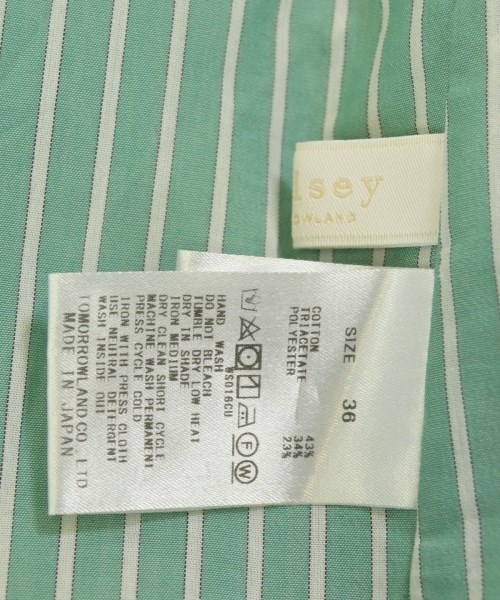 lsey
SIZE 36
COTTON 43%
TRIACETATE 34%
POLYESTER 23%
WS016CU
HAND WASH
DO NOT BLEACH
TUMBLE DRY LOW HEAT
DRY IN SHADE
IRON MEDIUM
DRY CLEAN SHORT CYCLE
MACHINE WASH PERMANENT
PRESS CYCLE COLD
IRON WITH PRESS CLOTH
USE NEUTRAL DETERGENT
WASH INSIDE OUT
TOMORROWLAND CO. LTD
MADE IN JAPAN